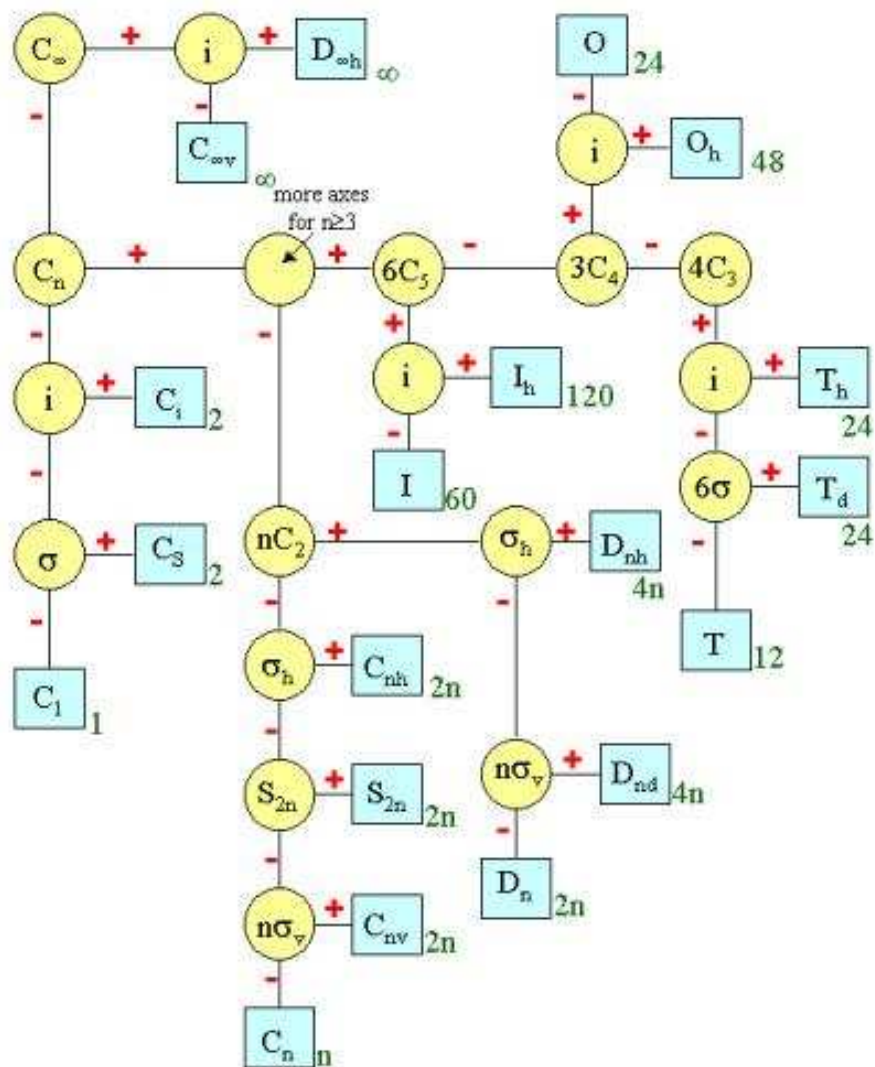 C∞ + i + D∞h ∞
O 24
- - -
i + Oh 48
C∞v ∞
more axes
for n≥3
+
Cn + + 6C5 - 3C4 - 4C3
- - + +
i + Ci 2
i + Ih 120
i + Th 24
- - -
I 60
6σ + Td 24
σ + Cs 2
nC2 + σh + Dnh 4n
- - - -
σh + Cnh 2n
T 12
C1 1
-
S2n + S2n 2n
nσv + Dnd 4n
- -
Dn 2n
nσv + Cnv 2n
-
Cn n